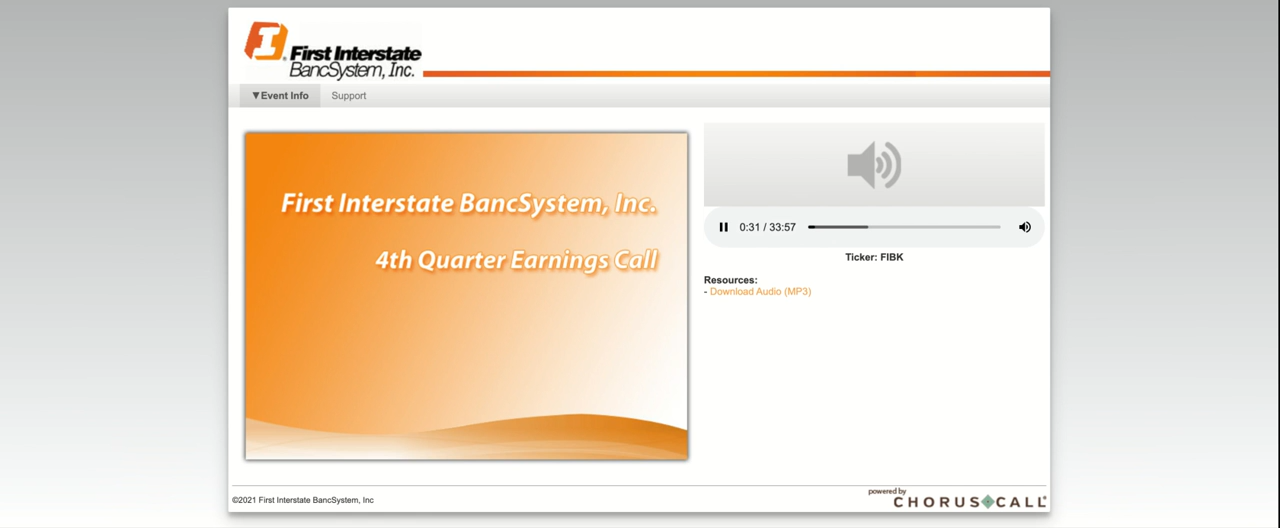 First Interstate
BancSystem, Inc.
▼Event Info
Support
First Interstate BancSystem, Inc.
4th Quarter Earnings Call
0:31 / 33:57
Ticker: FIBK
Resources:
- Download Audio (MP3)
©2021 First Interstate BancSystem, Inc
powered by
CHORUS CALL